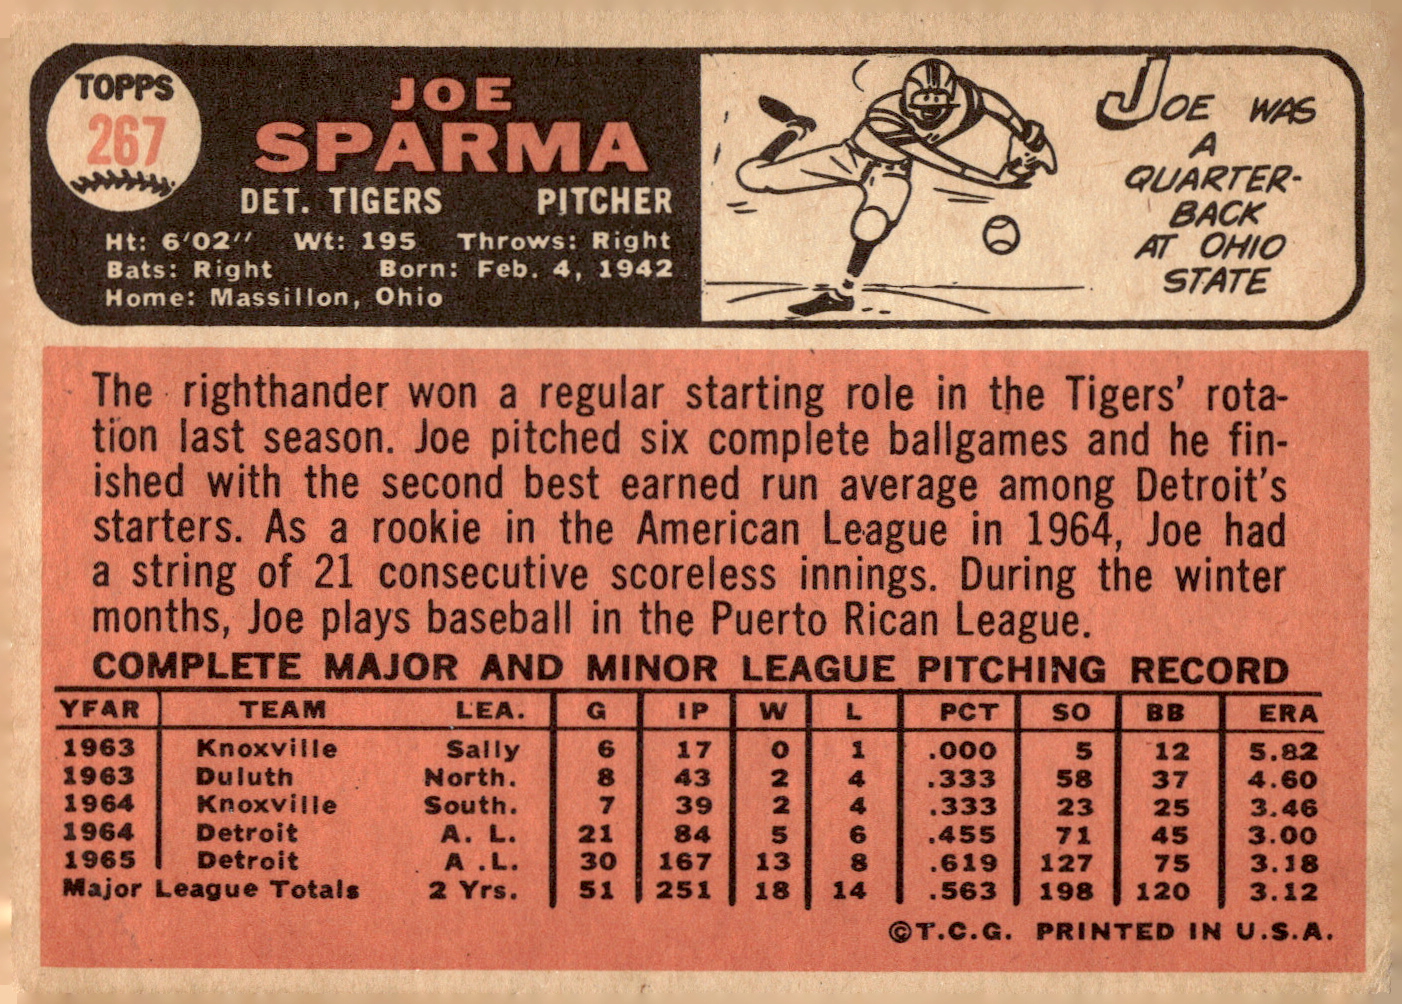 TOPPS
267
JOE
SPARMA
DET. TIGERS PITCHER
Ht: 6'02" Wt: 195 Throws: Right
Bats: Right Born: Feb. 4, 1942
Home: Massillon, Ohio
JOE WAS
A
QUARTER-
BACK
AT OHIO
STATE
The righthander won a regular starting role in the Tigers' rota-
tion last season. Joe pitched six complete ballgames and he fin-
ished with the second best earned run average among Detroit's
starters. As a rookie in the American League in 1964, Joe had
a string of 21 consecutive scoreless innings. During the winter
months, Joe plays baseball in the Puerto Rican League.
COMPLETE MAJOR AND MINOR LEAGUE PITCHING RECORD
YEAR TEAM LEA. G IP W L PCT SO BB ERA
1963 Knoxville Sally 6 17 0 1 .000 5 12 5.82
1963 Duluth North. 8 43 2 4 .333 58 37 4.60
1964 Knoxville South. 7 39 2 4 .333 23 25 3.46
1964 Detroit A. L. 21 84 5 6 .455 71 45 3.00
1965 Detroit A .L. 30 167 13 8 .619 127 75 3.18
Major League Totals 2 Yrs. 51 251 18 14 .563 198 120 3.12
©T.C.G. PRINTED IN U.S.A.